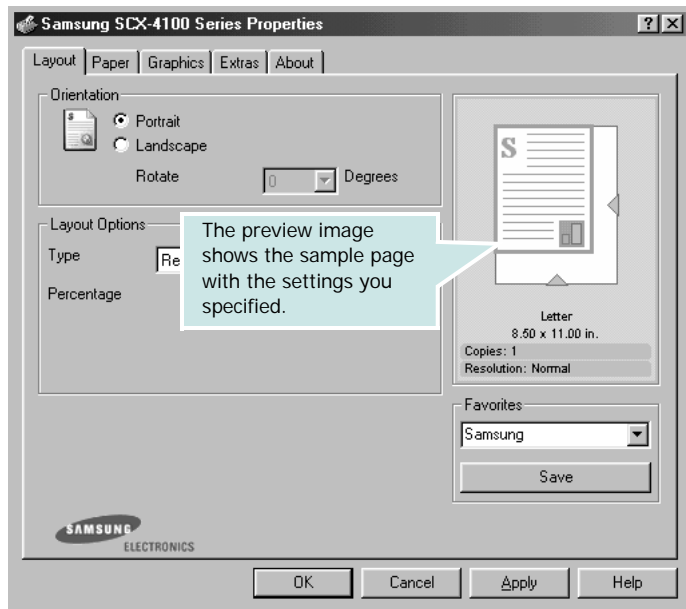 Samsung SCX-4100 Series Properties
Layout Paper Graphics Extras About
Orientation
S
Portrait
Landscape
Rotate 0 Degrees
Layout Options
Type Re
Percentage
The preview image
shows the sample page
with the settings you
specified.
S
Letter
8.50 x 11.00 in.
Copies: 1
Resolution: Normal
Favorites
Samsung
Save
SAMSUNG
ELECTRONICS
OK Cancel Apply Help